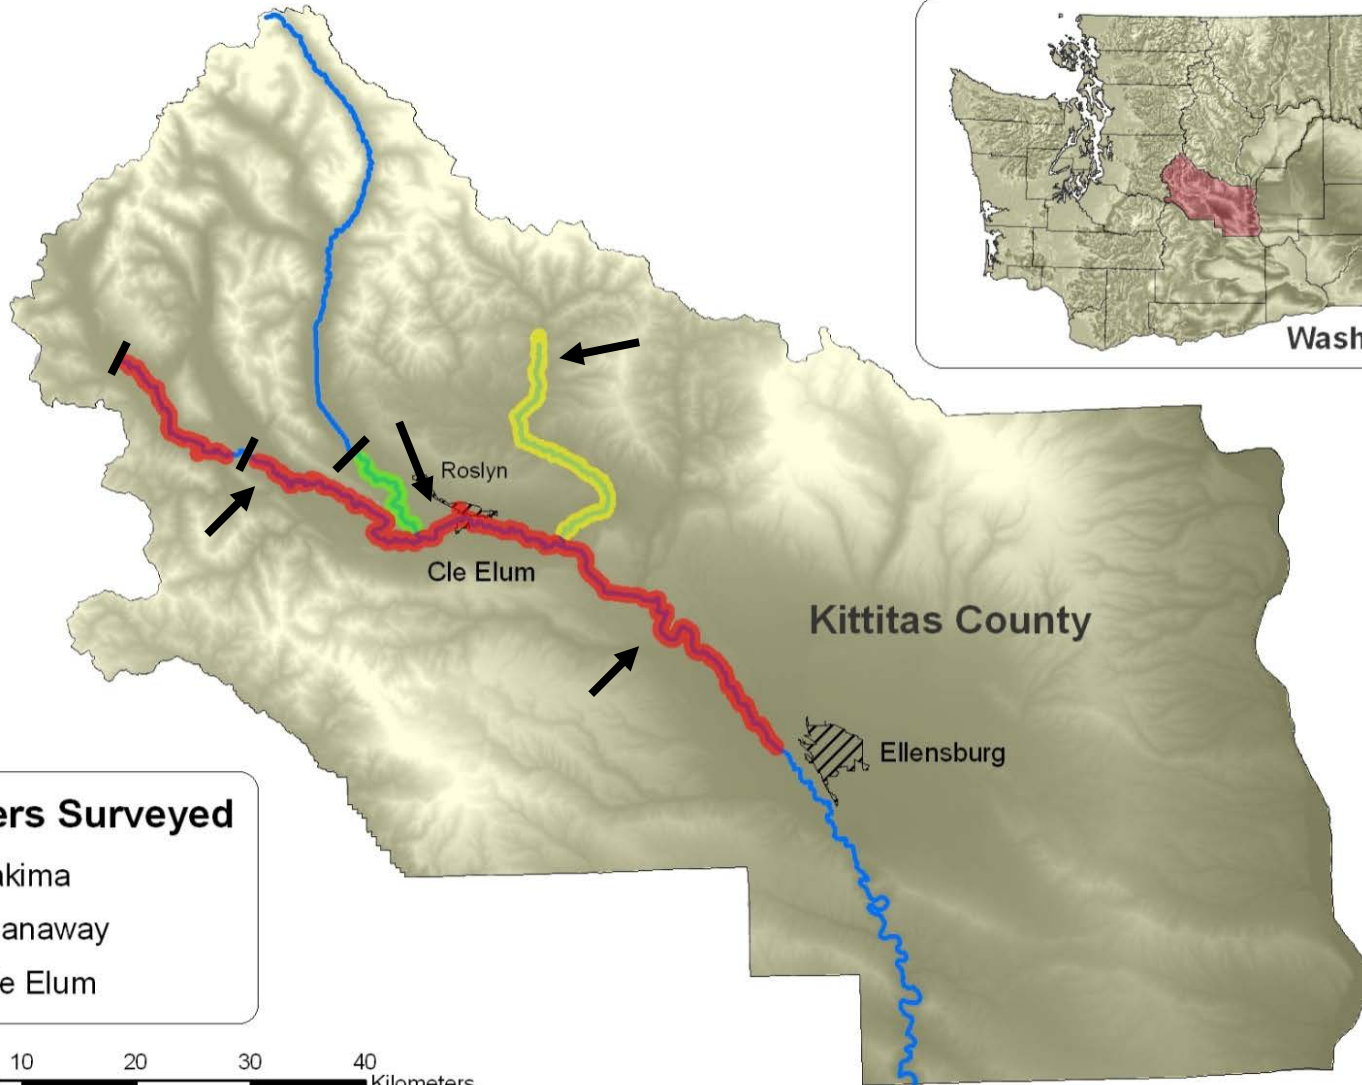 Wash
Roslyn
Cle Elum
Kittitas County
Ellensburg
ers Surveyed
akima
anaway
e Elum
10 20 30 40
Kilometers